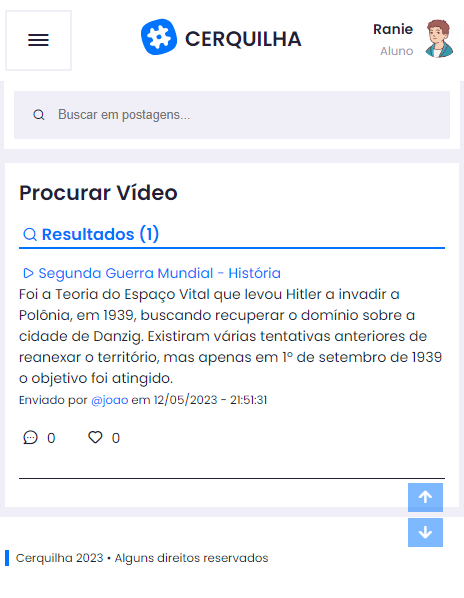 CERQUILHA
Ranie
Aluno
Buscar em postagens...
Procurar Vídeo
Resultados (1)
Segunda Guerra Mundial - História
Foi a Teoria do Espaço Vital que levou Hitler a invadir a
Polônia, em 1939, buscando recuperar o domínio sobre a
cidade de Danzig. Existiram várias tentativas anteriores de
reanexar o território, mas apenas em 1º de setembro de 1939
o objetivo foi atingido.
Enviado por @joao em 12/05/2023 - 21:51:31
0 0
Cerquilha 2023 • Alguns direitos reservados